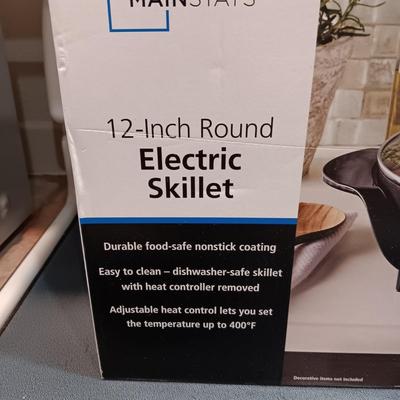 MAINSTAYS
12-Inch Round
Electric
Skillet
Durable food-safe nonstick coating
Easy to clean – dishwasher-safe skillet
with heat controller removed
Adjustable heat control lets you set
the temperature up to 400°F
Decorative items not included